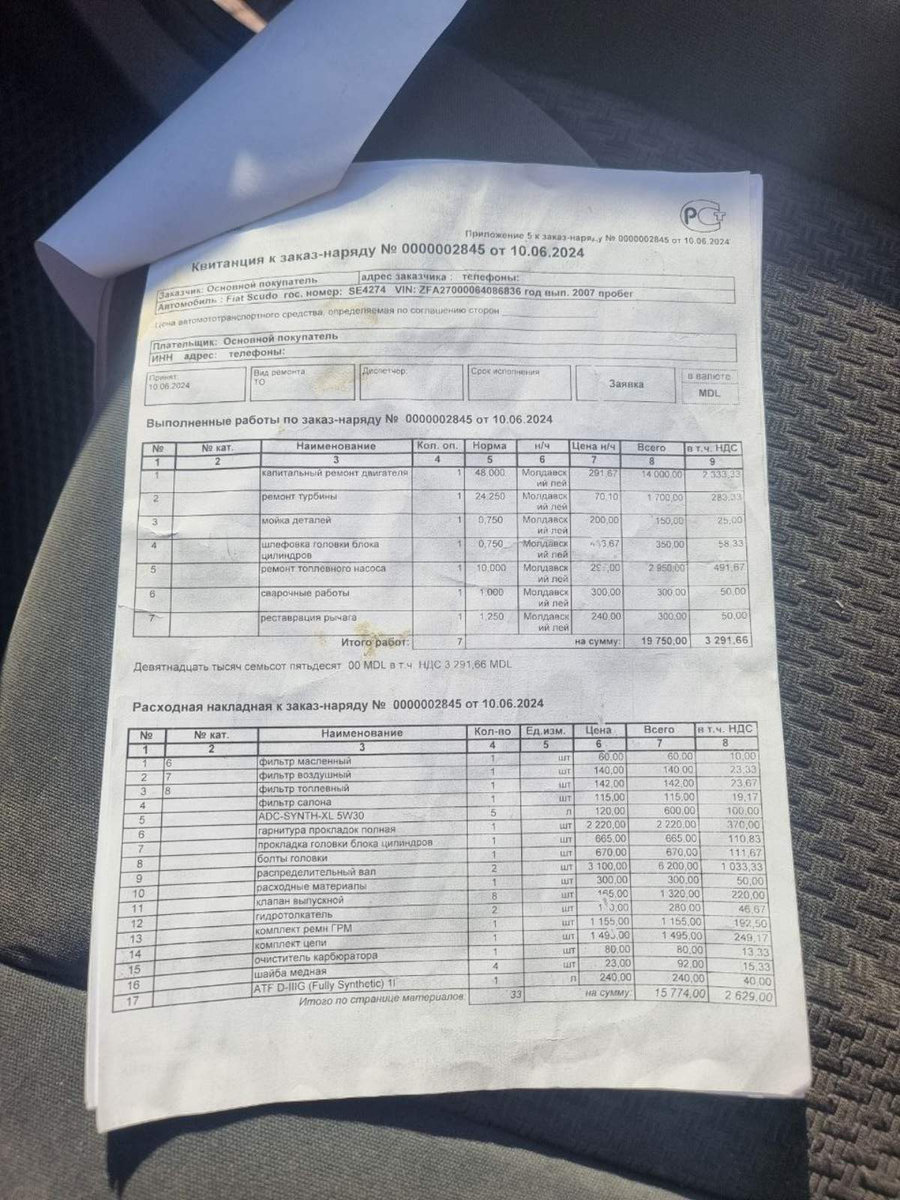 РСт
Приложение 5 к заказ-наряду № 0000002845 от 10.06.2024
Квитанция к заказ-наряду № 0000002845 от 10.06.2024
Заказчик: Основной покупатель адрес заказчика : телефоны:
Автомобиль : Fiat Scudo гос. номер: SE4274 VIN: ZFA27000064086836 год вып. 2007 пробег
Цена автомототранспортного средства, определяемая по соглашению сторон
Плательщик: Основной покупатель
ИНН адрес: телефоны:
Принят: Вид ремонта: Диспетчер: Срок исполнения Заявка в валюте
10.06.2024 ТО MDL
Выполненные работы по заказ-наряду № 0000002845 от 10.06.2024
№ № кат. Наименование Кол. оп. Норма н/ч Цена н/ч Всего в т.ч. НДС
1 2 3 4 5 6 7 8 9
1 капитальный ремонт двигателя 1 48,000 Молдавск 291,67 14 000,00 2 333,33
ий лей
2 ремонт турбины 1 24,250 Молдавск 70,10 1 700,00 283,33
ий лей
3 мойка деталей 1 0,750 Молдавск 200,00 150,00 25,00
ий лей
4 шлефовка головки блока 1 0,750 Молдавск 350,00 58,33
цилиндров ий лей
5 ремонт топлевного насоса 1 10,000 Молдавск 2 950,00 491,67
ий лей
6 сварочные работы 1 1,000 Молдавск 300,00 300,00 50,00
ий лей
7 реставрация рычага 1 1,250 Молдавск 240,00 300,00 50,00
ий лей
Итого работ: 7 на сумму: 19 750,00 3 291,66
Девятнадцать тысяч семьсот пятьдесят 00 MDL в т.ч НДС 3 291,66 MDL
Расходная накладная к заказ-наряду № 0000002845 от 10.06.2024
№ № кат. Наименование Кол-во Ед.изм. Цена Всего в т.ч. НДС
1 2 3 4 5 6 7 8
1 6 фильтр масленный 1 шт 60,00 60,00 10,00
2 7 фильтр воздушный 1 шт 140,00 140,00 23,33
3 8 фильтр топлевный 1 шт 142,00 142,00 23,67
4 фильтр салона 1 шт 115,00 115,00 19,17
5 ADC-SYNTH-XL 5W30 5 л 120,00 600,00 100,00
6 гарнитура прокладок полная 1 шт 2 220,00 2 220,00 370,00
7 прокладка головки блока цилиндров 1 шт 665,00 665,00 110,83
8 болты головки 1 шт 670,00 670,00 111,67
9 распределительный вал 2 шт 3 100,00 6 200,00 1 033,33
10 расходные материалы 1 шт 300,00 300,00 50,00
11 клапан выпускной 8 шт 165,00 1 320,00 220,00
12 гидротолкатель 2 шт 280,00 46,67
13 комплект ремн ГРМ 1 шт 1 155,00 1 155,00 192,50
14 комплект цепи 1 шт 1 495,00 1 495,00 249,17
15 очиститель карбюратора 1 шт 80,00 80,00 13,33
16 шайба медная 4 шт 23,00 92,00 15,33
17 ATF D-IIIG (Fully Synthetic) 1l 1 л 240,00 240,00 40,00
Итого по странице материалов: 33 на сумму: 15 774,00 2 629,00